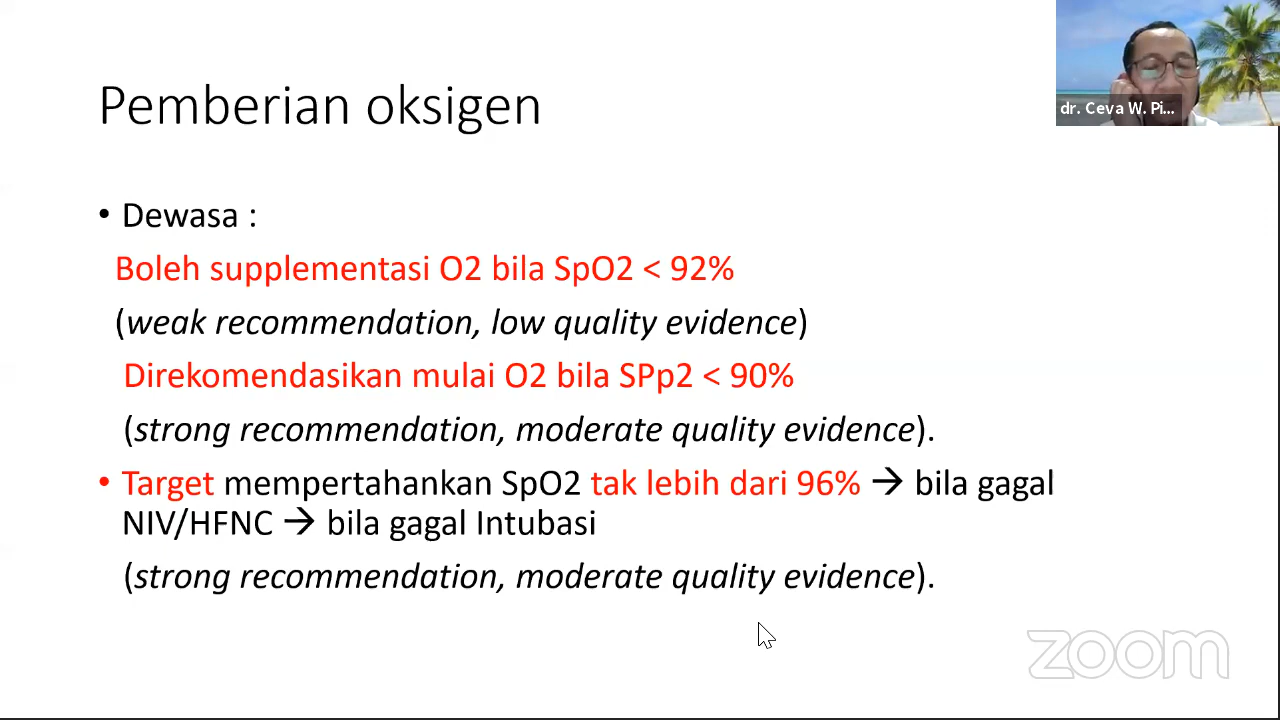 Pemberian oksigen
dr. Ceva W. Pi...
• Dewasa :
Boleh supplementasi O2 bila SpO2 < 92%
(weak recommendation, low quality evidence)
Direkomendasikan mulai O2 bila SPp2 < 90%
(strong recommendation, moderate quality evidence).
• Target mempertahankan SpO2 tak lebih dari 96% → bila gagal
NIV/HFNC → bila gagal Intubasi
(strong recommendation, moderate quality evidence).
zoom